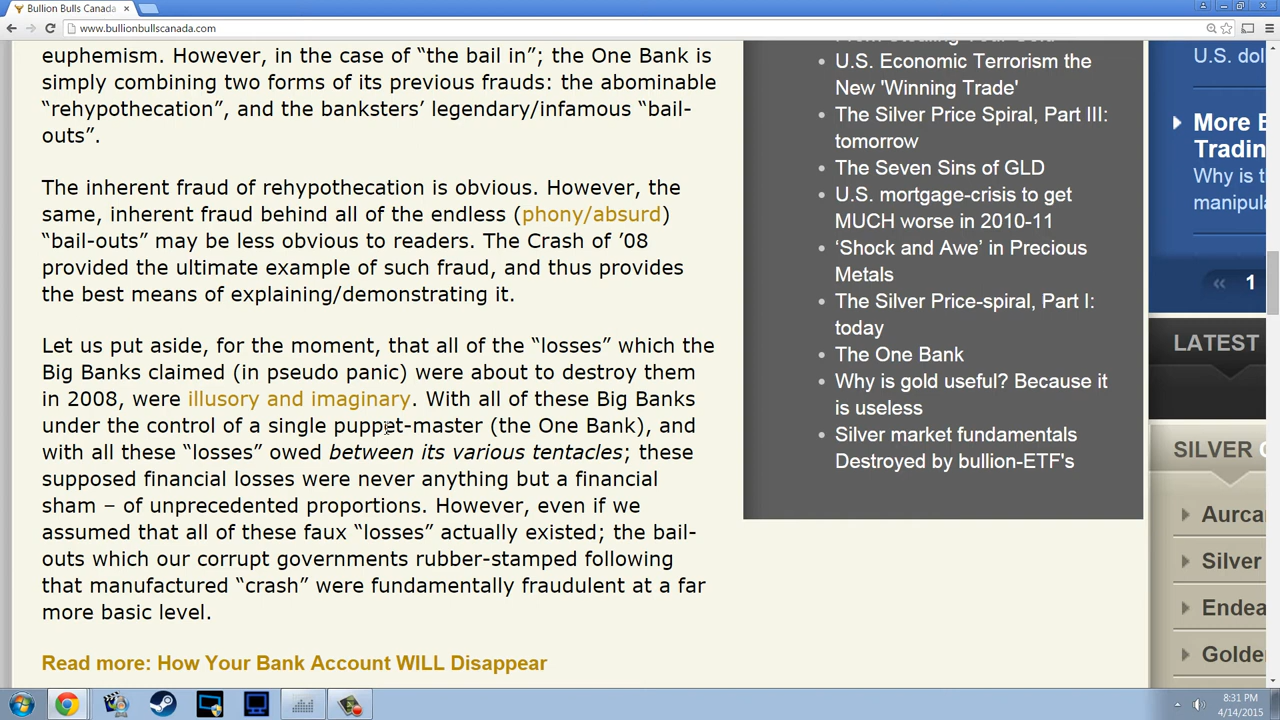 Bullion Bulls Canada
www.bullionbullscanada.com
euphemism. However, in the case of “the bail in”; the One Bank is
simply combining two forms of its previous frauds: the abominable
“rehypothecation”, and the banksters’ legendary/infamous “bail-
outs”.
The inherent fraud of rehypothecation is obvious. However, the
same, inherent fraud behind all of the endless (phony/absurd)
“bail-outs” may be less obvious to readers. The Crash of ’08
provided the ultimate example of such fraud, and thus provides
the best means of explaining/demonstrating it.
Let us put aside, for the moment, that all of the “losses” which the
Big Banks claimed (in pseudo panic) were about to destroy them
in 2008, were illusory and imaginary. With all of these Big Banks
under the control of a single puppet-master (the One Bank), and
with all these “losses” owed between its various tentacles; these
supposed financial losses were never anything but a financial
sham – of unprecedented proportions. However, even if we
assumed that all of these faux “losses” actually existed; the bail-
outs which our corrupt governments rubber-stamped following
that manufactured “crash” were fundamentally fraudulent at a far
more basic level.
Read more: How Your Bank Account WILL Disappear
U.S. Economic Terrorism the
New 'Winning Trade'
The Silver Price Spiral, Part III:
tomorrow
The Seven Sins of GLD
U.S. mortgage-crisis to get
MUCH worse in 2010-11
‘Shock and Awe’ in Precious
Metals
The Silver Price-spiral, Part I:
today
The One Bank
Why is gold useful? Because it
is useless
Silver market fundamentals
Destroyed by bullion-ETF's
U.S. dol
More B
Tradin
Why is t
manipula
« 1
LATEST
SILVER C
Aurca
Silver
Endea
Golde
8:31 PM
4/14/2015